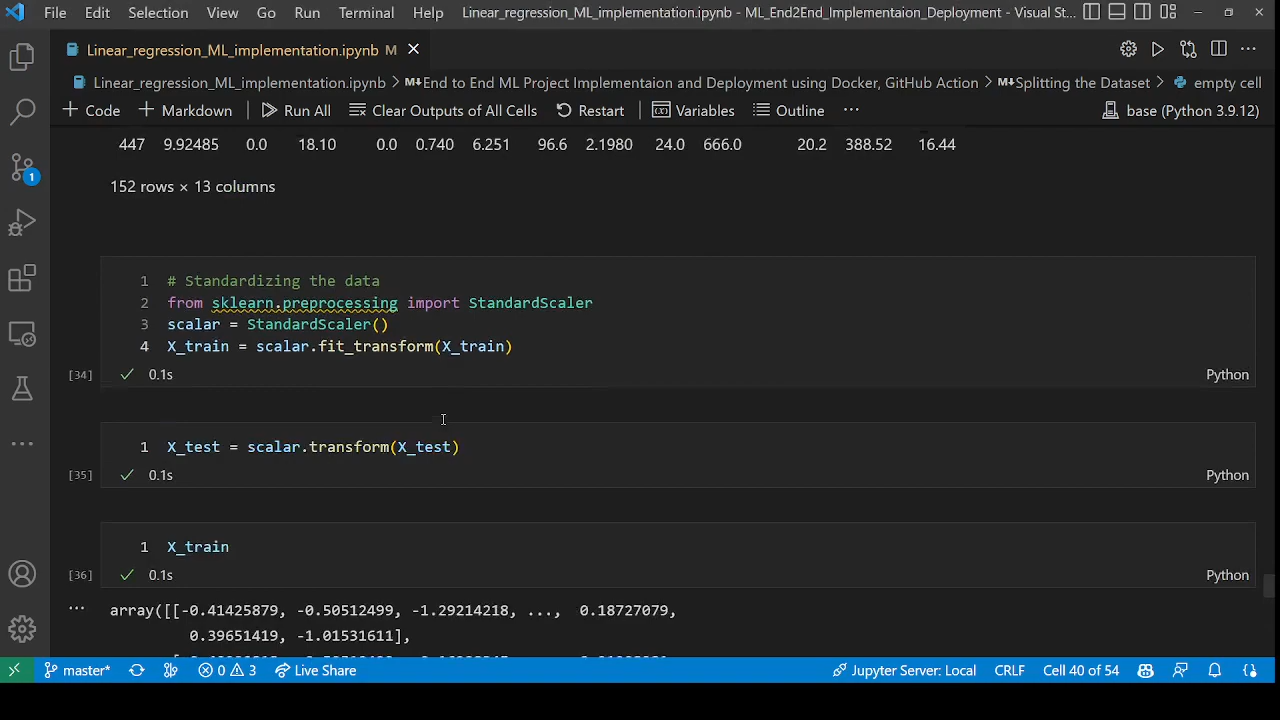 File Edit Selection View Go Run Terminal Help Linear_regression_ML_implementation.ipynb - ML_End2End_Implementaion_Deployment - Visual St...
Linear_regression_ML_implementation.ipynb M
Linear_regression_ML_implementation.ipynb > M↓End to End ML Project Implementaion and Deployment using Docker, GitHub Action > M↓Splitting the Dataset > empty cell
+ Code + Markdown Run All Clear Outputs of All Cells Restart Variables Outline ... base (Python 3.9.12)
447 9.92485 0.0 18.10 0.0 0.740 6.251 96.6 2.1980 24.0 666.0 20.2 388.52 16.44
152 rows × 13 columns
1 # Standardizing the data
2 from sklearn.preprocessing import StandardScaler
3 scalar = StandardScaler()
4 X_train = scalar.fit_transform(X_train)
[34] 0.1s Python
1 X_test = scalar.transform(X_test)
[35] 0.1s Python
1 X_train
[36] 0.1s Python
... array([[-0.41425879, -0.50512499, -1.29214218, ..., 0.18727079,
0.39651419, -1.01531611],
master* 0 3 Live Share Jupyter Server: Local CRLF Cell 40 of 54
1